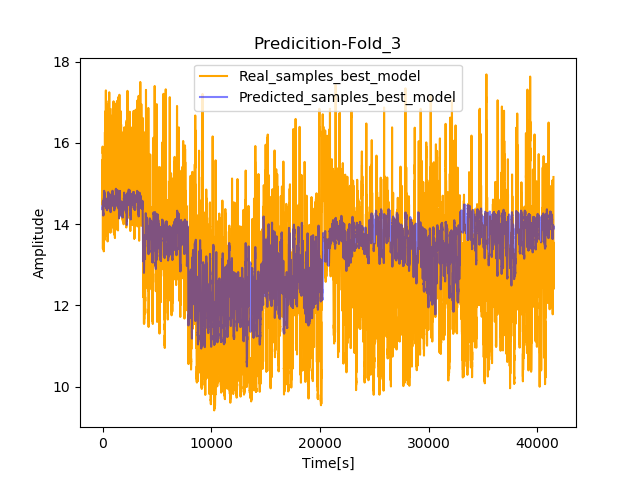 Predicition-Fold_3
Real_samples_best_model
Predicted_samples_best_model
18
16
14
12
10
Amplitude
0
10000
20000
30000
40000
Time[s]